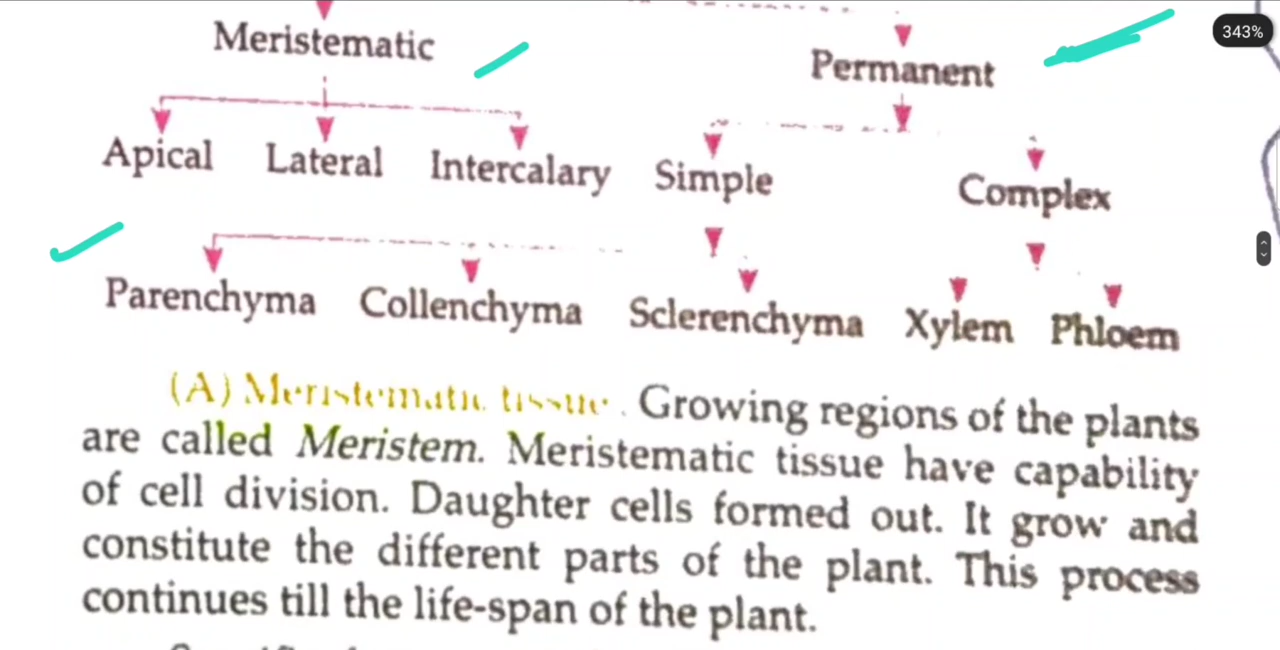 343%
Meristematic
Permanent
Apical Lateral Intercalary Simple Complex
Parenchyma Collenchyma Sclerenchyma Xylem Phloem
(A) Meristematic tissue. Growing regions of the plants
are called Meristem. Meristematic tissue have capability
of cell division. Daughter cells formed out. It grow and
constitute the different parts of the plant. This process
continues till the life-span of the plant.